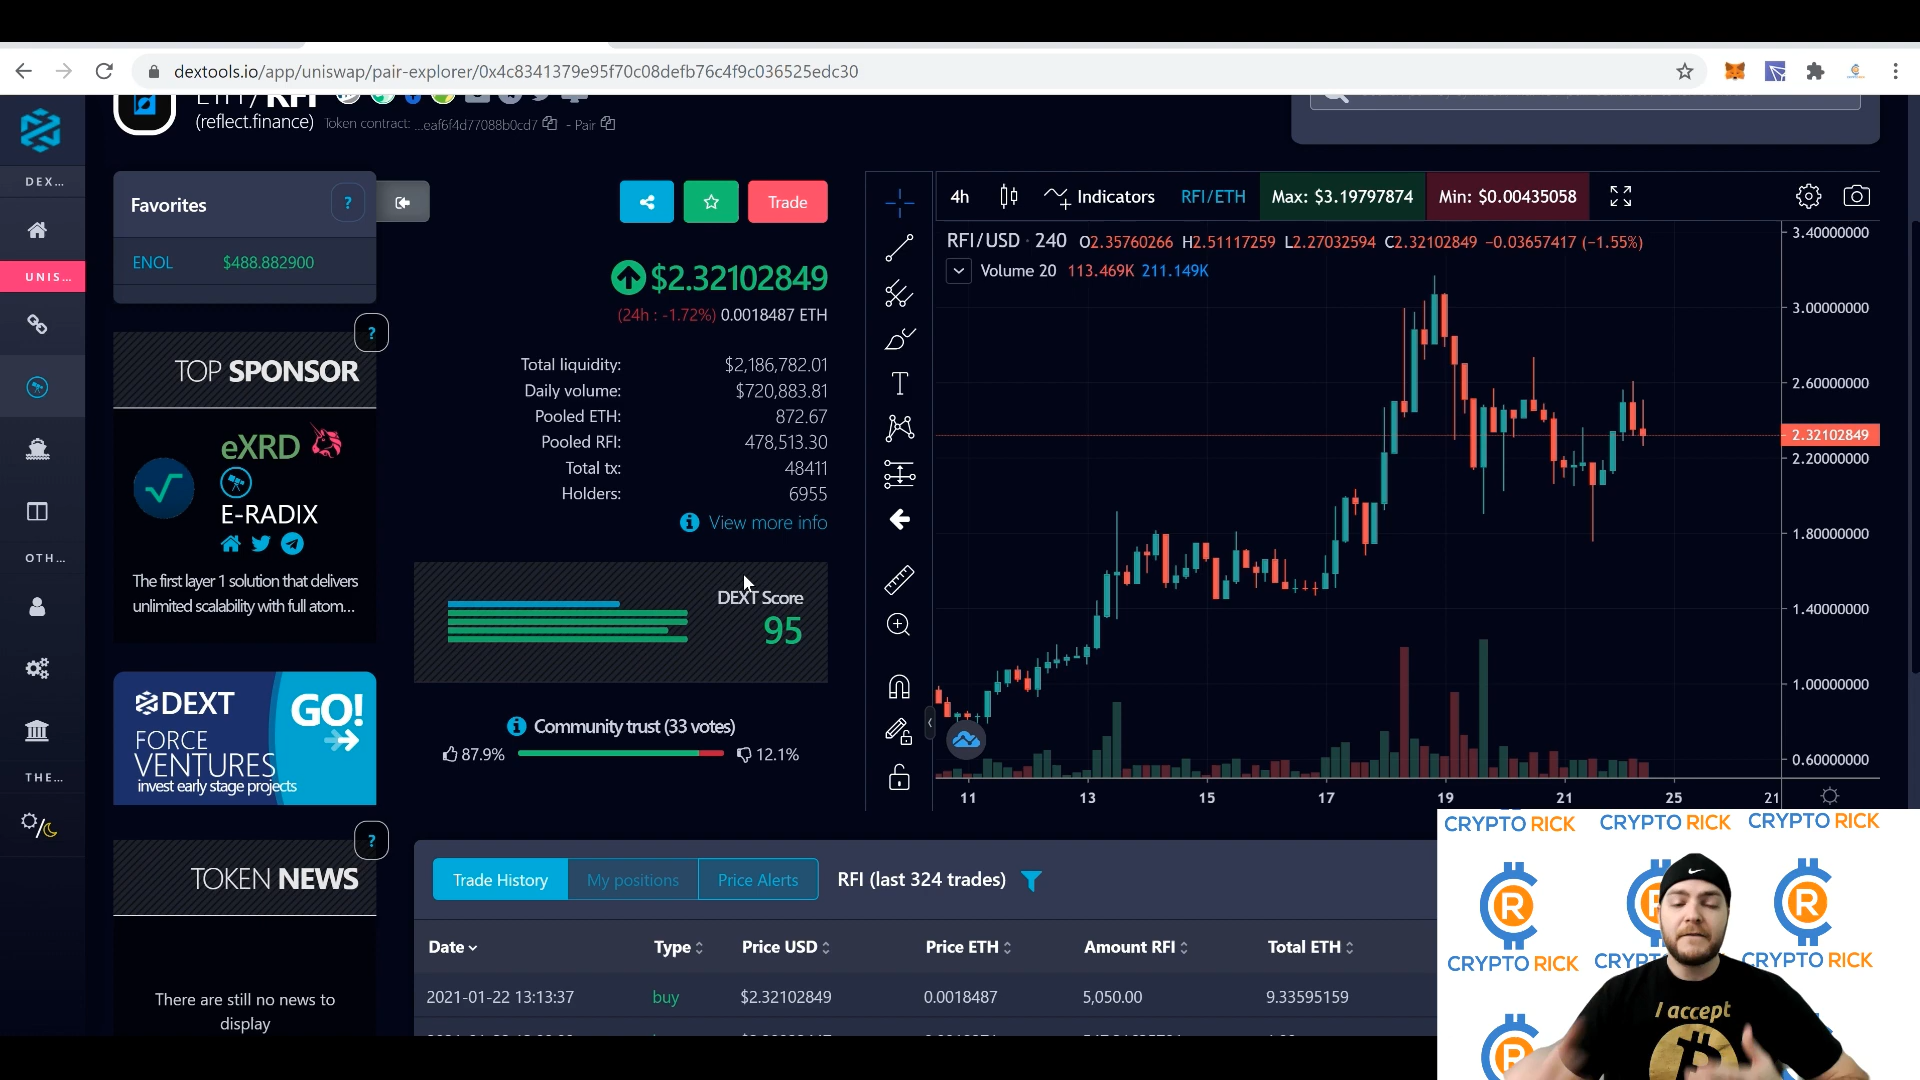 dextools.io/app/uniswap/pair-explorer/0x4c8341379e95f70c08defb76c4f9c036525edc30
ETH / RFI
(reflect.finance) Token contract: ...eaf6f4d77088b0cd7 - Pair
DEX...
UNIS...
OTH...
THE...
Favorites ?
ENOL $488.882900
?
TOP SPONSOR
eXRD
E-RADIX
The first layer 1 solution that delivers
unlimited scalability with full atom...
DEXT
FORCE
VENTURES
invest early stage projects
GO!
?
TOKEN NEWS
There are still no news to
display
Trade
$2.32102849
(24h : -1.72%) 0.0018487 ETH
Total liquidity: $2,186,782.01
Daily volume: $720,883.81
Pooled ETH: 872.67
Pooled RFI: 478,513.30
Total tx: 48411
Holders: 6955
View more info
DEXT Score
95
Community trust (33 votes)
87.9% 12.1%
4h Indicators RFI/ETH Max: $3.19797874 Min: $0.00435058
RFI/USD · 240 O2.35760266 H2.51117259 L2.27032594 C2.32102849 −0.03657417 (−1.55%)
Volume 20 113.469K 211.149K
3.40000000
3.00000000
2.60000000
2.32102849
2.20000000
1.80000000
1.40000000
1.00000000
0.60000000
11 13 15 17 19 21 25 21
Trade History My positions Price Alerts RFI (last 324 trades)
Date Type Price USD Price ETH Amount RFI Total ETH
2021-01-22 13:13:37 buy $2.32102849 0.0018487 5,050.00 9.33595159
CRYPTO RICK CRYPTO RICK CRYPTO RICK
CRYPTO RICK CRYPTO RICK
I accept